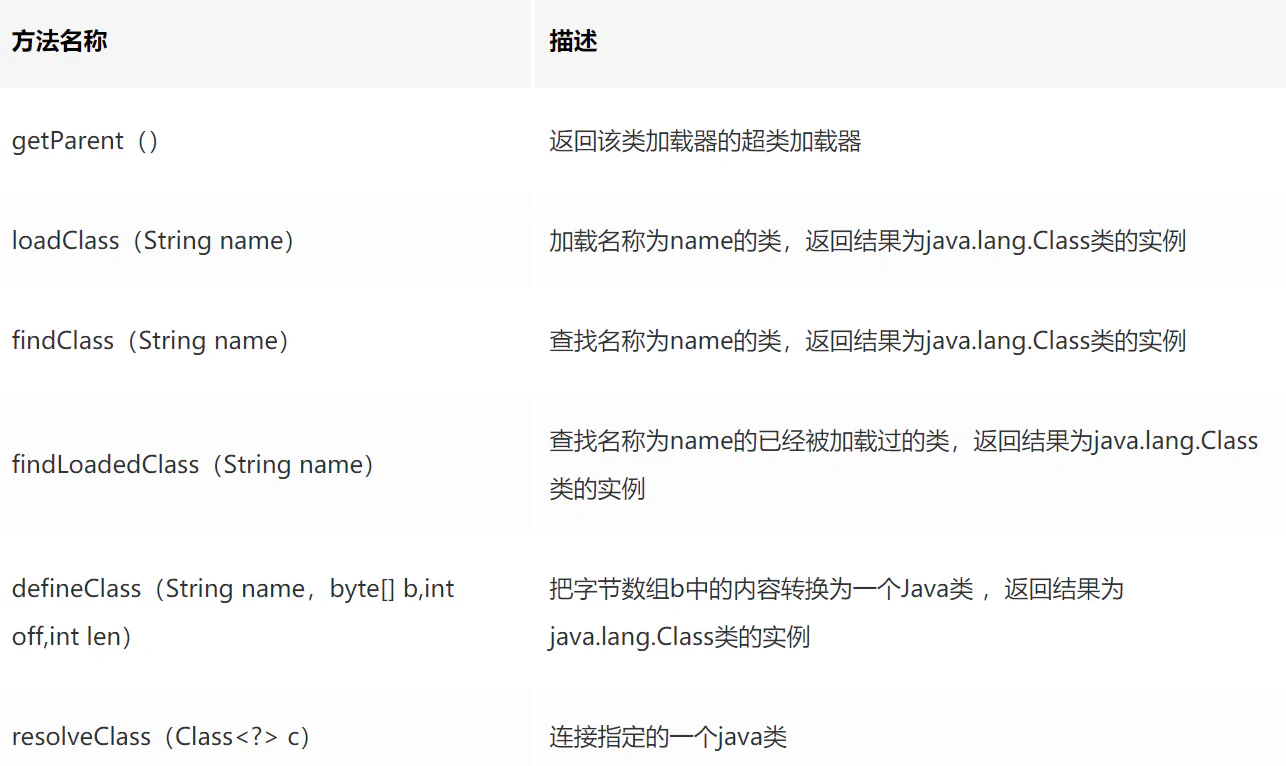 方法名称
描述
getParent（）
返回该类加载器的超类加载器
loadClass（String name）
加载名称为name的类，返回结果为java.lang.Class类的实例
findClass（String name）
查找名称为name的类，返回结果为java.lang.Class类的实例
findLoadedClass（String name）
查找名称为name的已经被加载过的类，返回结果为java.lang.Class
类的实例
defineClass（String name，byte[] b,int
off,int len）
把字节数组b中的内容转换为一个Java类 ，返回结果为
java.lang.Class类的实例
resolveClass（Class<?> c）
连接指定的一个java类